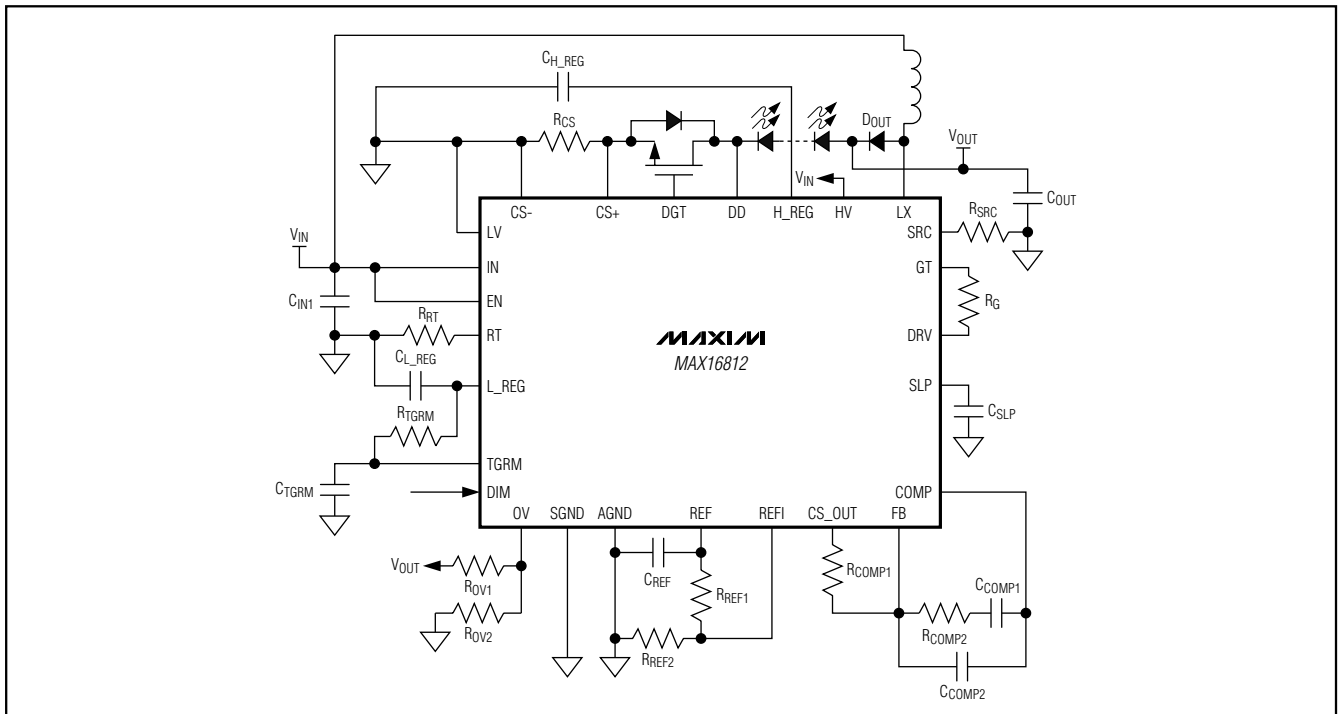 C_H_REG
R_CS
D_OUT
V_OUT
V_IN
C_OUT
CS-
CS+
DGT
DD
H_REG
HV
LX
R_SRC
LV
SRC
V_IN
IN
GT
C_IN1
EN
R_G
R_RT
RT
MAXIM
DRV
MAX16812
C_L_REG
L_REG
SLP
R_TGRM
C_SLP
TGRM
C_TGRM
DIM
COMP
OV
SGND
AGND
REF
REFI
CS_OUT
FB
V_OUT
R_OV1
C_REF
R_COMP1
R_REF1
C_COMP1
R_OV2
R_COMP2
R_REF2
C_COMP2